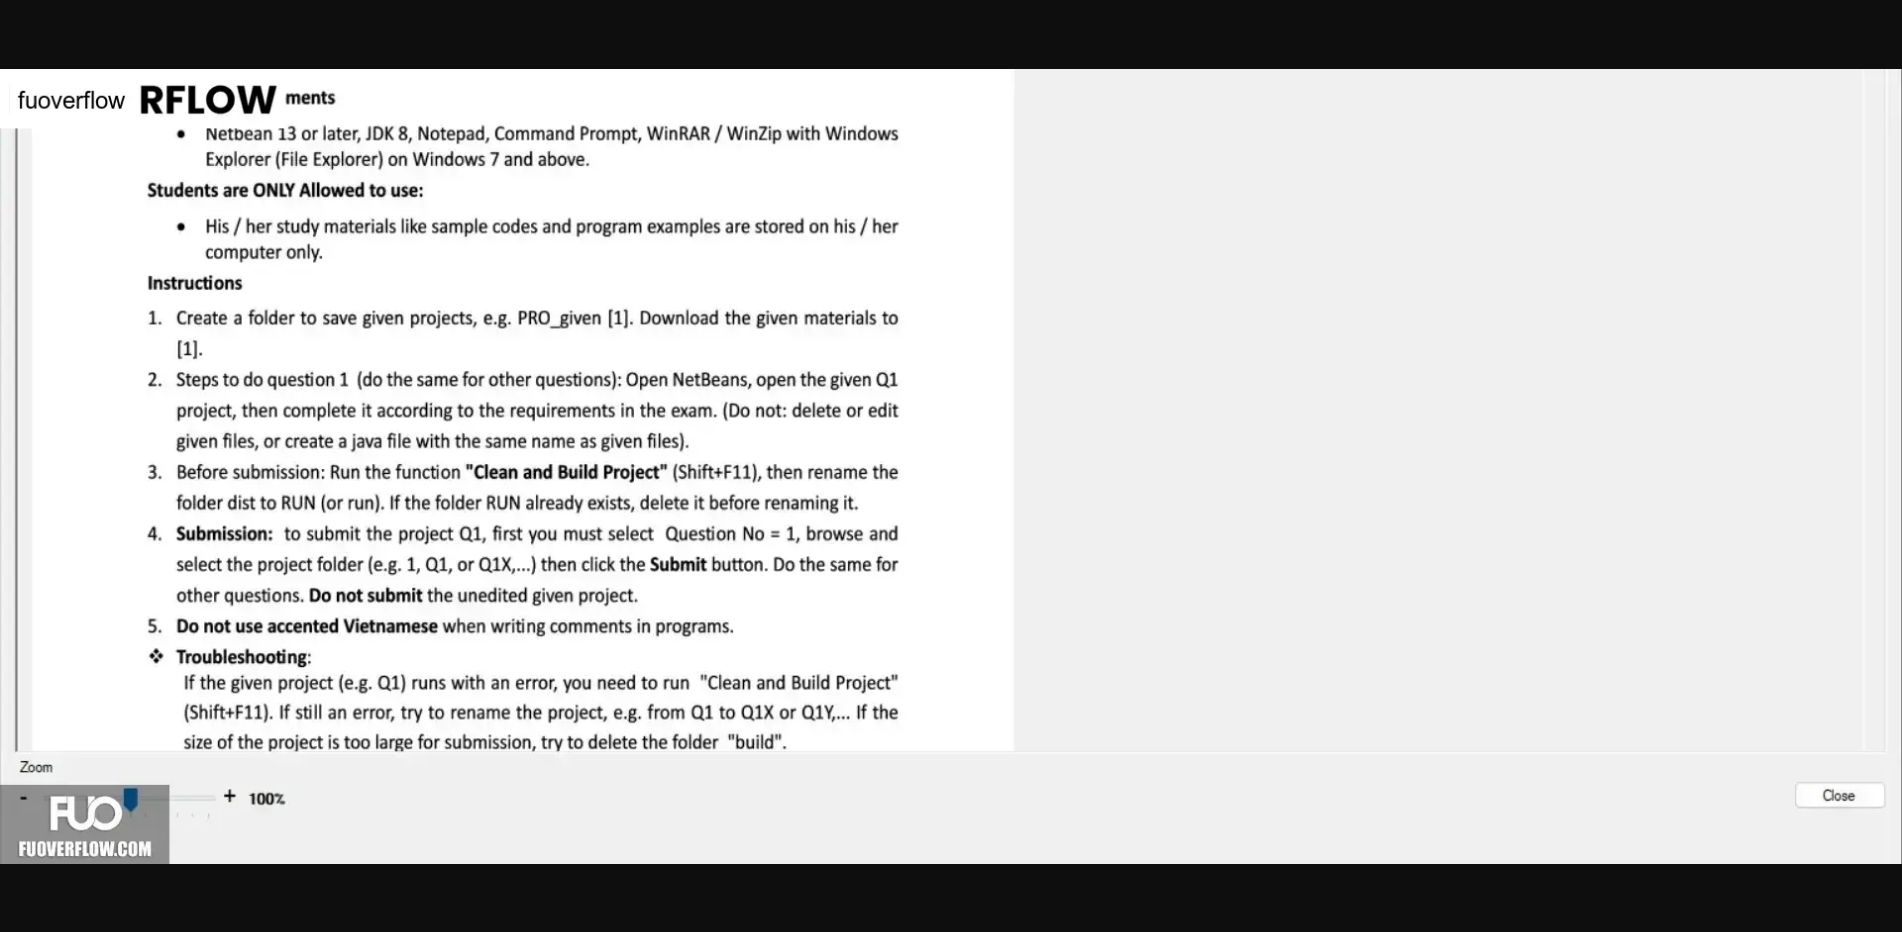 fuoverflow RFLOW ments
• Netbean 13 or later, JDK 8, Notepad, Command Prompt, WinRAR / WinZip with Windows
Explorer (File Explorer) on Windows 7 and above.
Students are ONLY Allowed to use:
• His / her study materials like sample codes and program examples are stored on his / her
computer only.
Instructions
1. Create a folder to save given projects, e.g. PRO_given [1]. Download the given materials to
[1].
2. Steps to do question 1 (do the same for other questions): Open NetBeans, open the given Q1
project, then complete it according to the requirements in the exam. (Do not: delete or edit
given files, or create a java file with the same name as given files).
3. Before submission: Run the function "Clean and Build Project" (Shift+F11), then rename the
folder dist to RUN (or run). If the folder RUN already exists, delete it before renaming it.
4. Submission: to submit the project Q1, first you must select Question No = 1, browse and
select the project folder (e.g. 1, Q1, or Q1X,...) then click the Submit button. Do the same for
other questions. Do not submit the unedited given project.
5. Do not use accented Vietnamese when writing comments in programs.
❖ Troubleshooting:
If the given project (e.g. Q1) runs with an error, you need to run "Clean and Build Project"
(Shift+F11). If still an error, try to rename the project, e.g. from Q1 to Q1X or Q1Y,... If the
size of the project is too large for submission, try to delete the folder "build".
Zoom
- + 100%
Close
FUO
FUOVERFLOW.COM